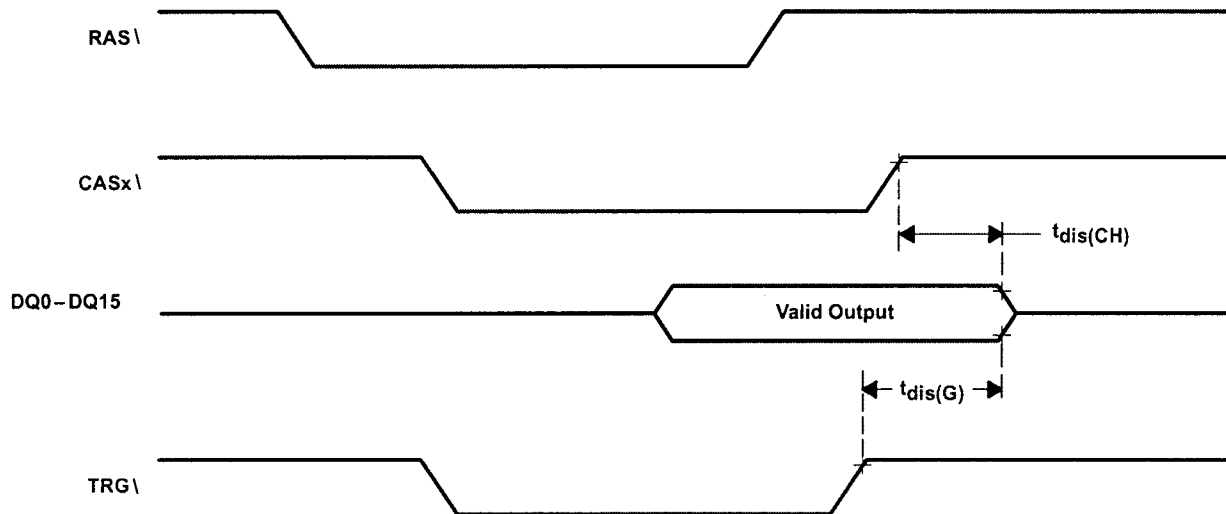 RAS\
CASx\
tdis(CH)
DQ0–DQ15
Valid Output
tdis(G)
TRG\